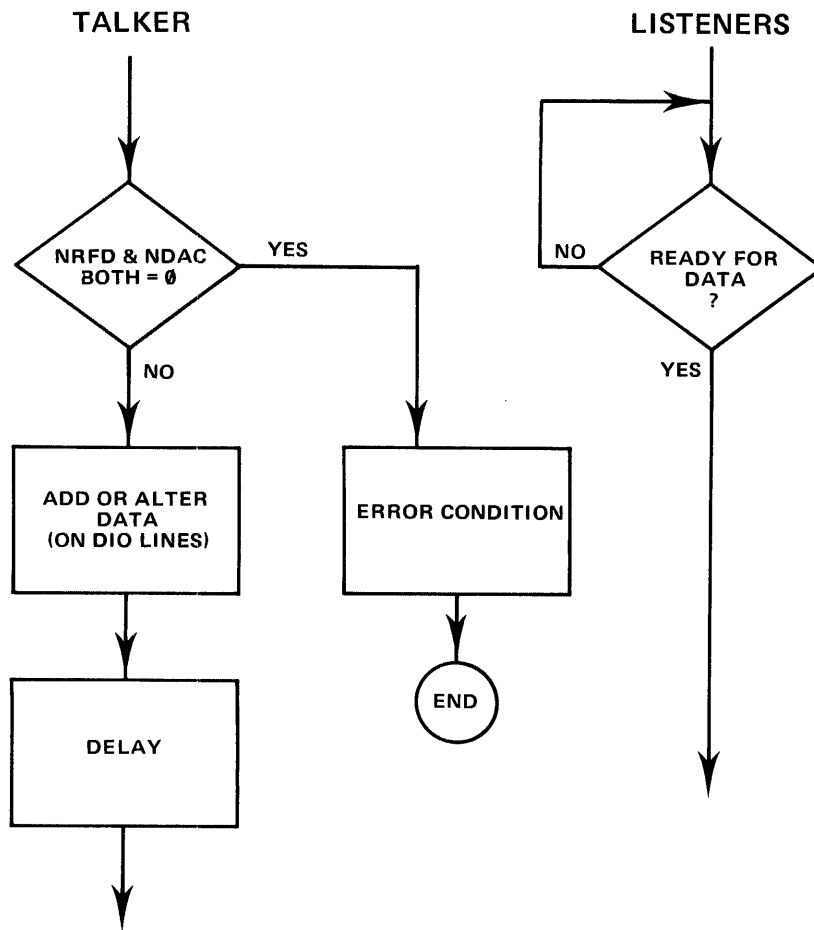 TALKER
LISTENERS
NRFD & NDAC
BOTH = 0
YES
NO
ADD OR ALTER
DATA
(ON DIO LINES)
DELAY
ERROR CONDITION
END
NO
READY FOR
DATA
?
YES